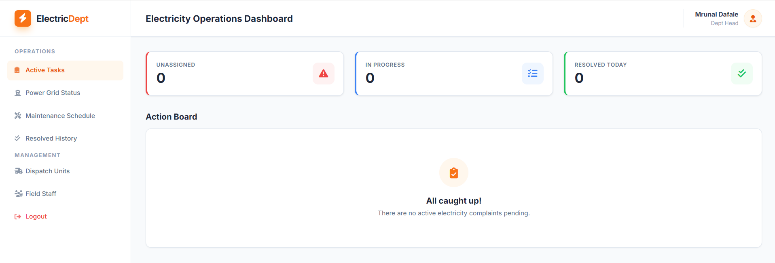 ElectricDept
Electricity Operations Dashboard
Mrunal Dafale
Dept Head
OPERATIONS
Active Tasks
Power Grid Status
Maintenance Schedule
Resolved History
MANAGEMENT
Dispatch Units
Field Staff
Logout
UNASSIGNED
0
IN PROGRESS
0
RESOLVED TODAY
0
Action Board
All caught up!
There are no active electricity complaints pending.